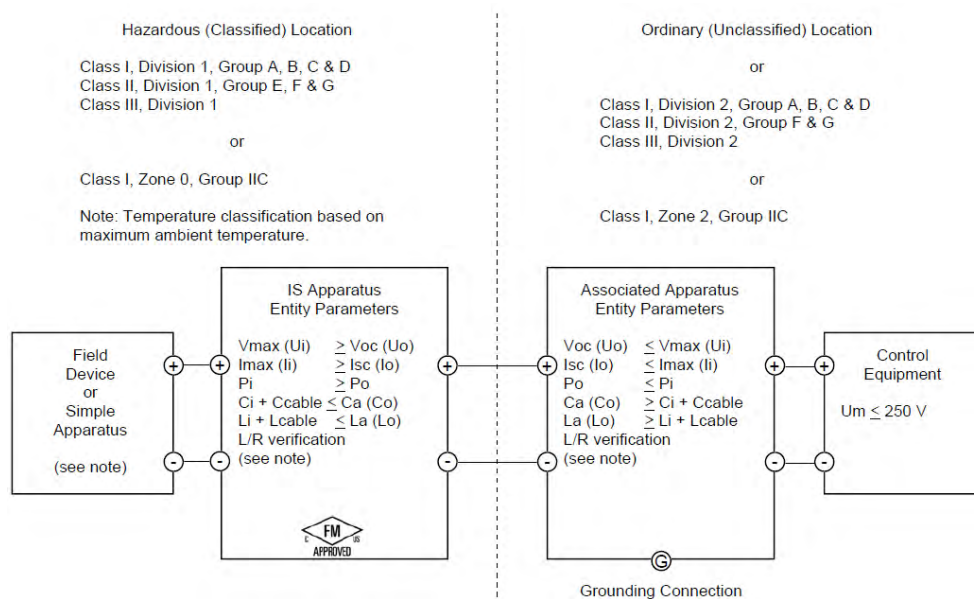 Hazardous (Classified) Location
Class I, Division 1, Group A, B, C & D
Class II, Division 1, Group E, F & G
Class III, Division 1
or
Class I, Zone 0, Group IIC
Note: Temperature classification based on
maximum ambient temperature.
Ordinary (Unclassified) Location
or
Class I, Division 2, Group A, B, C & D
Class II, Division 2, Group F & G
Class III, Division 2
or
Class I, Zone 2, Group IIC
Field
Device
or
Simple
Apparatus
(see note)
+
-
+
-
IS Apparatus
Entity Parameters
Vmax (Ui) ≥ Voc (Uo)
Imax (Ii) ≥ Isc (Io)
Pi ≥ Po
Ci + Ccable ≤ Ca (Co)
Li + Lcable ≤ La (Lo)
L/R verification
(see note)
C FM US
APPROVED
+
-
+
-
Associated Apparatus
Entity Parameters
Voc (Uo) ≤ Vmax (Ui)
Isc (Io) ≤ Imax (Ii)
Po ≤ Pi
Ca (Co) ≥ Ci + Ccable
La (Lo) ≥ Li + Lcable
L/R verification
(see note)
G
Grounding Connection
+
-
+
-
Control
Equipment
Um ≤ 250 V